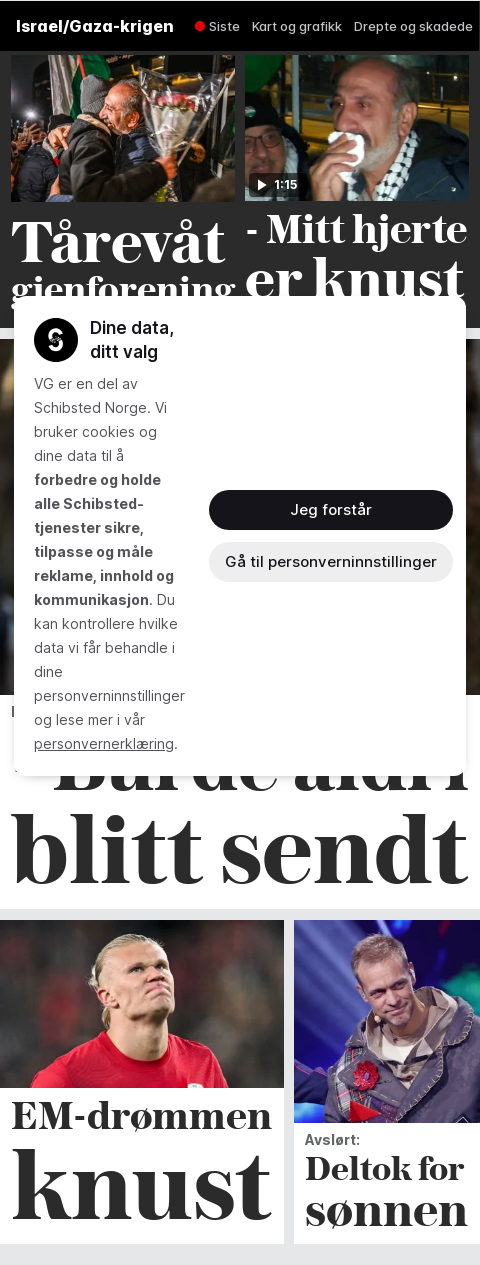 Israel/Gaza-krigen
Siste Kart og grafikk Drepte og skadede
1:15
Tårevåt
gjenforening
- Mitt hjerte
er knust
Dine data,
ditt valg
VG er en del av
Schibsted Norge. Vi
bruker cookies og
dine data til å
forbedre og holde
alle Schibsted-
tjenester sikre,
tilpasse og måle
reklame, innhold og
kommunikasjon. Du
kan kontrollere hvilke
data vi får behandle i
dine
personverninnstillinger
og lese mer i vår
personvernerklæring.
Jeg forstår
Gå til personverninnstillinger
blitt sendt
EM-drømmen
knust
Avslørt:
Deltok for
sønnen